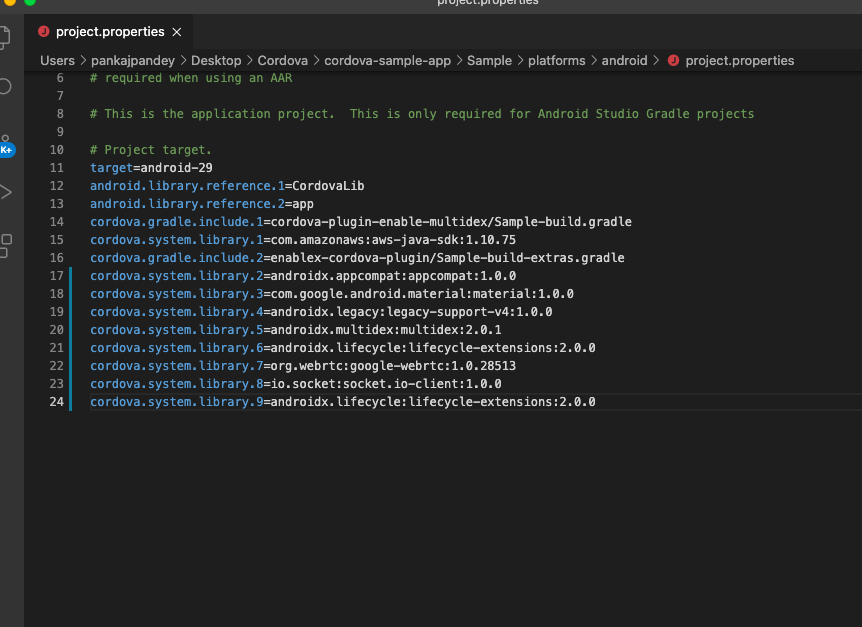 project.properties
project.properties
Users > pankajpandey > Desktop > Cordova > cordova-sample-app > Sample > platforms > android > project.properties
6 # required when using an AAR
7
8 # This is the application project.  This is only required for Android Studio Gradle projects
9
10 # Project target.
11 target=android-29
12 android.library.reference.1=CordovaLib
13 android.library.reference.2=app
14 cordova.gradle.include.1=cordova-plugin-enable-multidex/Sample-build.gradle
15 cordova.system.library.1=com.amazonaws:aws-java-sdk:1.10.75
16 cordova.gradle.include.2=enablex-cordova-plugin/Sample-build-extras.gradle
17 cordova.system.library.2=androidx.appcompat:appcompat:1.0.0
18 cordova.system.library.3=com.google.android.material:material:1.0.0
19 cordova.system.library.4=androidx.legacy:legacy-support-v4:1.0.0
20 cordova.system.library.5=androidx.multidex:multidex:2.0.1
21 cordova.system.library.6=androidx.lifecycle:lifecycle-extensions:2.0.0
22 cordova.system.library.7=org.webrtc:google-webrtc:1.0.28513
23 cordova.system.library.8=io.socket:socket.io-client:1.0.0
24 cordova.system.library.9=androidx.lifecycle:lifecycle-extensions:2.0.0
K+